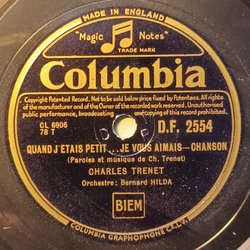 MADE IN ENGLAND
"Magic Notes"
TRADE MARK
Columbia
Copyright Patented Record. Not to be sold below price fixed by Patentees. All rights
of the manufacturer and of the Owner of the recorded work reserved. Unauthorised
public performance, broadcasting and copying of this record prohibited
CL 6906
78 T
D.F. 2554
QUAND J'ETAIS PETIT JE VOUS AIMAIS—CHANSON
(Paroles et musique de Ch. Trenet)
CHARLES TRENET
Orchestre: Bernard HILDA
BIEM
COLUMBIA GRAPHOPHONE Co. LTD.